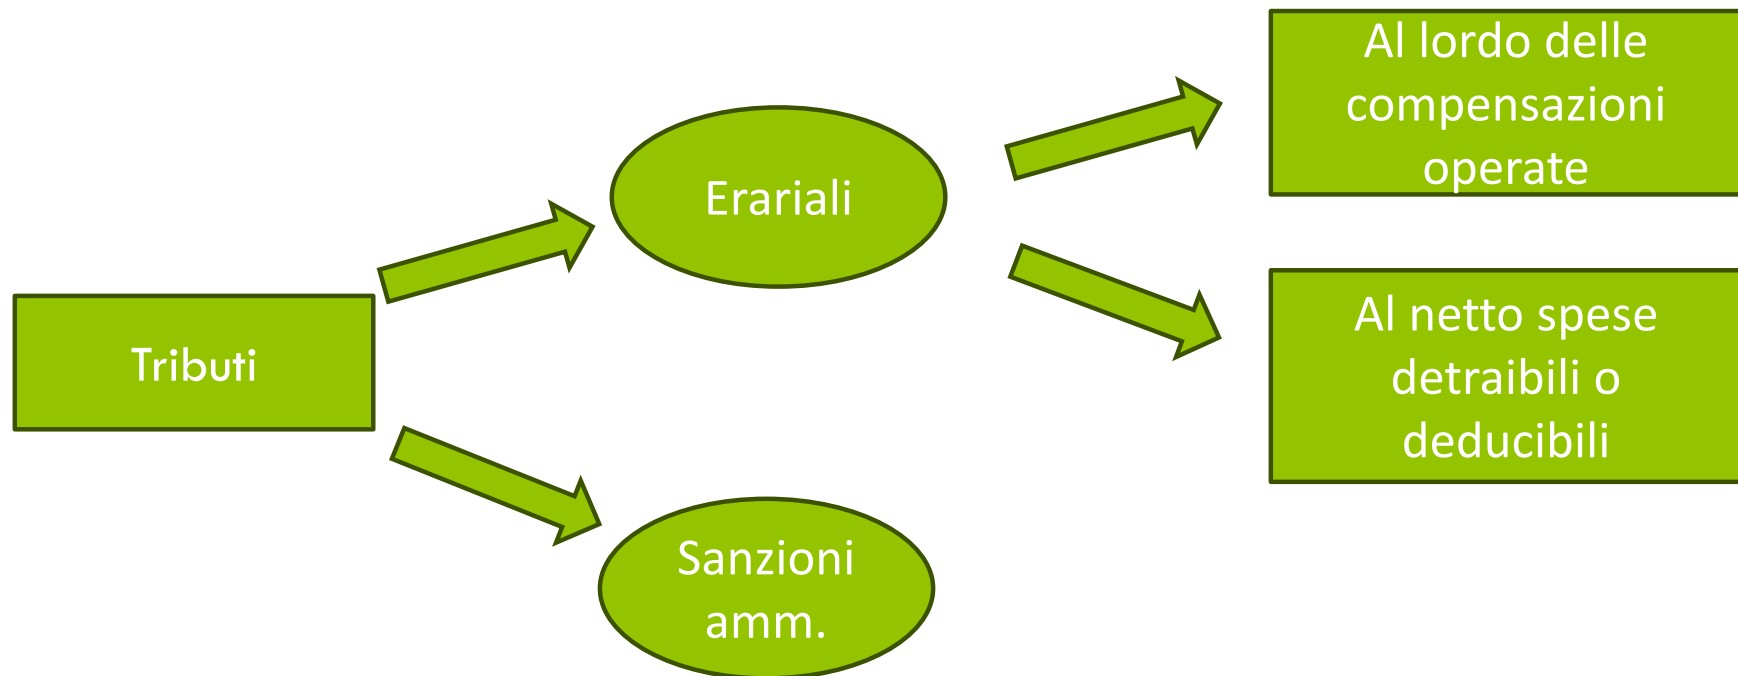 Tributi
Erariali
Sanzioni
amm.
Al lordo delle
compensazioni
operate
Al netto spese
detraibili o
deducibili